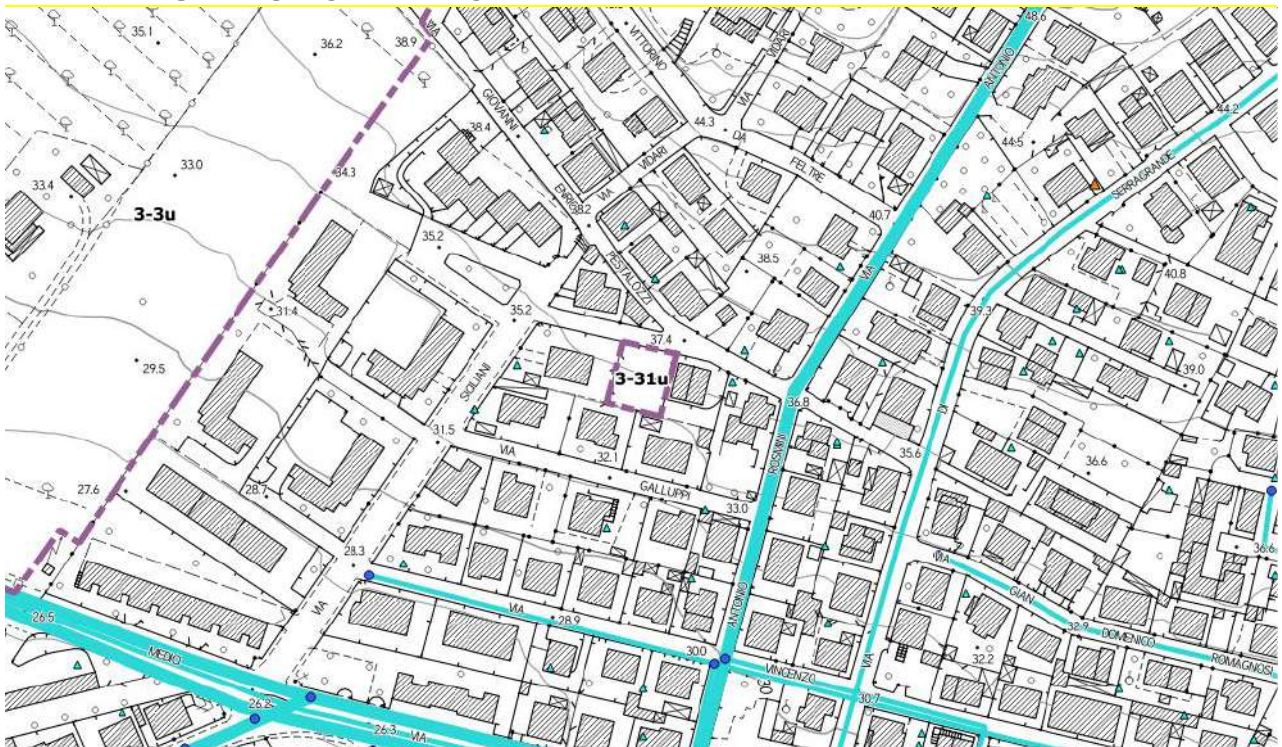 48.6
35.1
36.2
38.9
VIA
VITTORINO
VIDARI
ANTONIO
GIOVANNI
38.4
44.3
VIA
DA
44.5
44.2
33.0
34.3
VIDARI
FELTRE
SERRAGRANDE
33.4
3-3u
ENRICO
38.2
VIA
40.7
35.2
PESTALOZZI
38.5
VIA
40.8
31.4
35.2
39.3
29.5
37.4
SICILIANI
3-31u
39.0
36.8
DI
31.5
VIA
32.1
ROSMINI
35.6
36.6
27.6
28.7
GALLUPPI
33.0
28.3
VIA
36.6
VIA
VIA
28.9
ANTONIO
GIAN
26.5
32.9
DOMENICO
MEDIO
30.0
VINCENZO
VIA
32.2
ROMAGNOSI
26.2
30.7
26.3
VIA